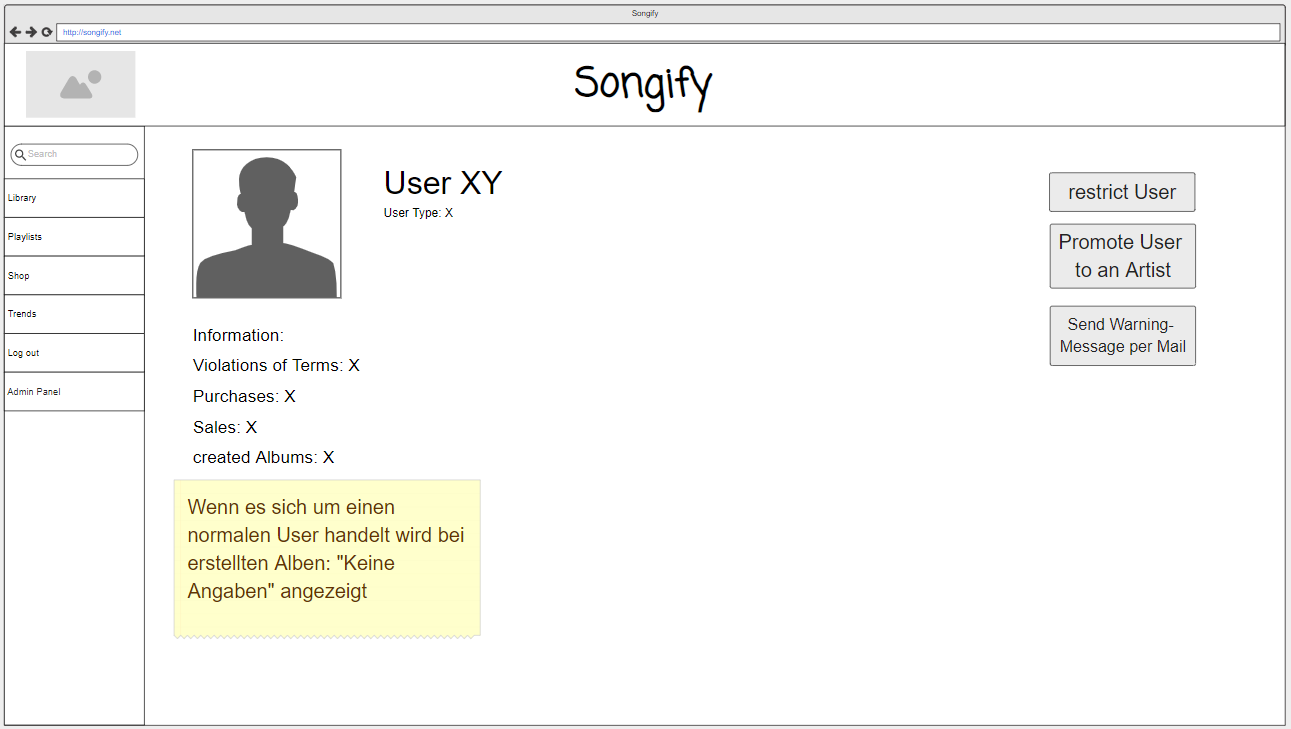 Songify
http://songify.net
Songify
Search
Library
Playlists
Shop
Trends
Log out
Admin Panel
User XY
User Type: X
Information:
Violations of Terms: X
Purchases: X
Sales: X
created Albums: X
Wenn es sich um einen
normalen User handelt wird bei
erstellten Alben: "Keine
Angaben" angezeigt
restrict User
Promote User
to an Artist
Send Warning-
Message per Mail